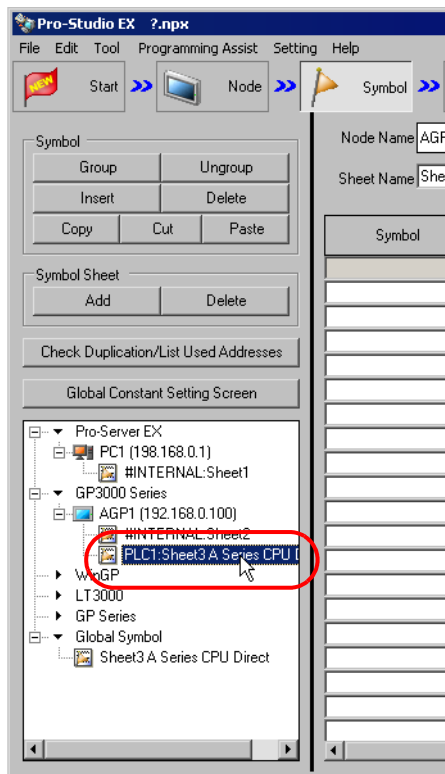 Pro-Studio EX ?.npx
File Edit Tool Programming Assist Setting Help
NEW Start Node Symbol
Symbol
Group Ungroup
Insert Delete
Copy Cut Paste
Symbol Sheet
Add Delete
Check Duplication/List Used Addresses
Global Constant Setting Screen
Node Name AGP
Sheet Name She
Symbol
Pro-Server EX
PC1 (198.168.0.1)
#INTERNAL:Sheet1
GP3000 Series
AGP1 (192.168.0.100)
#INTERNAL:Sheet2
PLC1:Sheet3 A Series CPU D
WinGP
LT3000
GP Series
Global Symbol
Sheet3 A Series CPU Direct